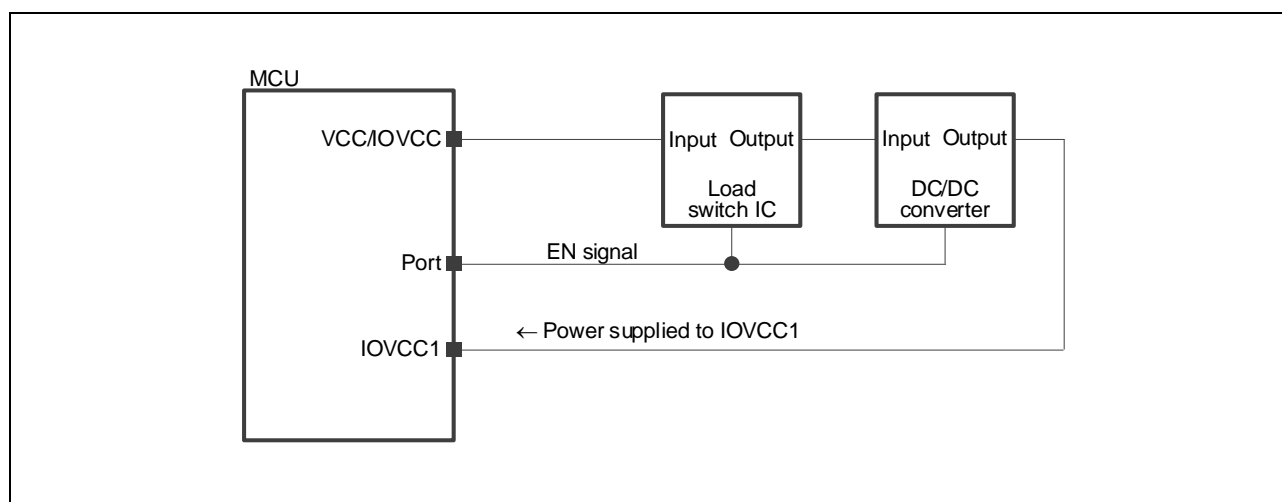 MCU
VCC/IOVCC
Input Output
Load
switch IC
Input Output
DC/DC
converter
Port
EN signal
← Power supplied to IOVCC1
IOVCC1